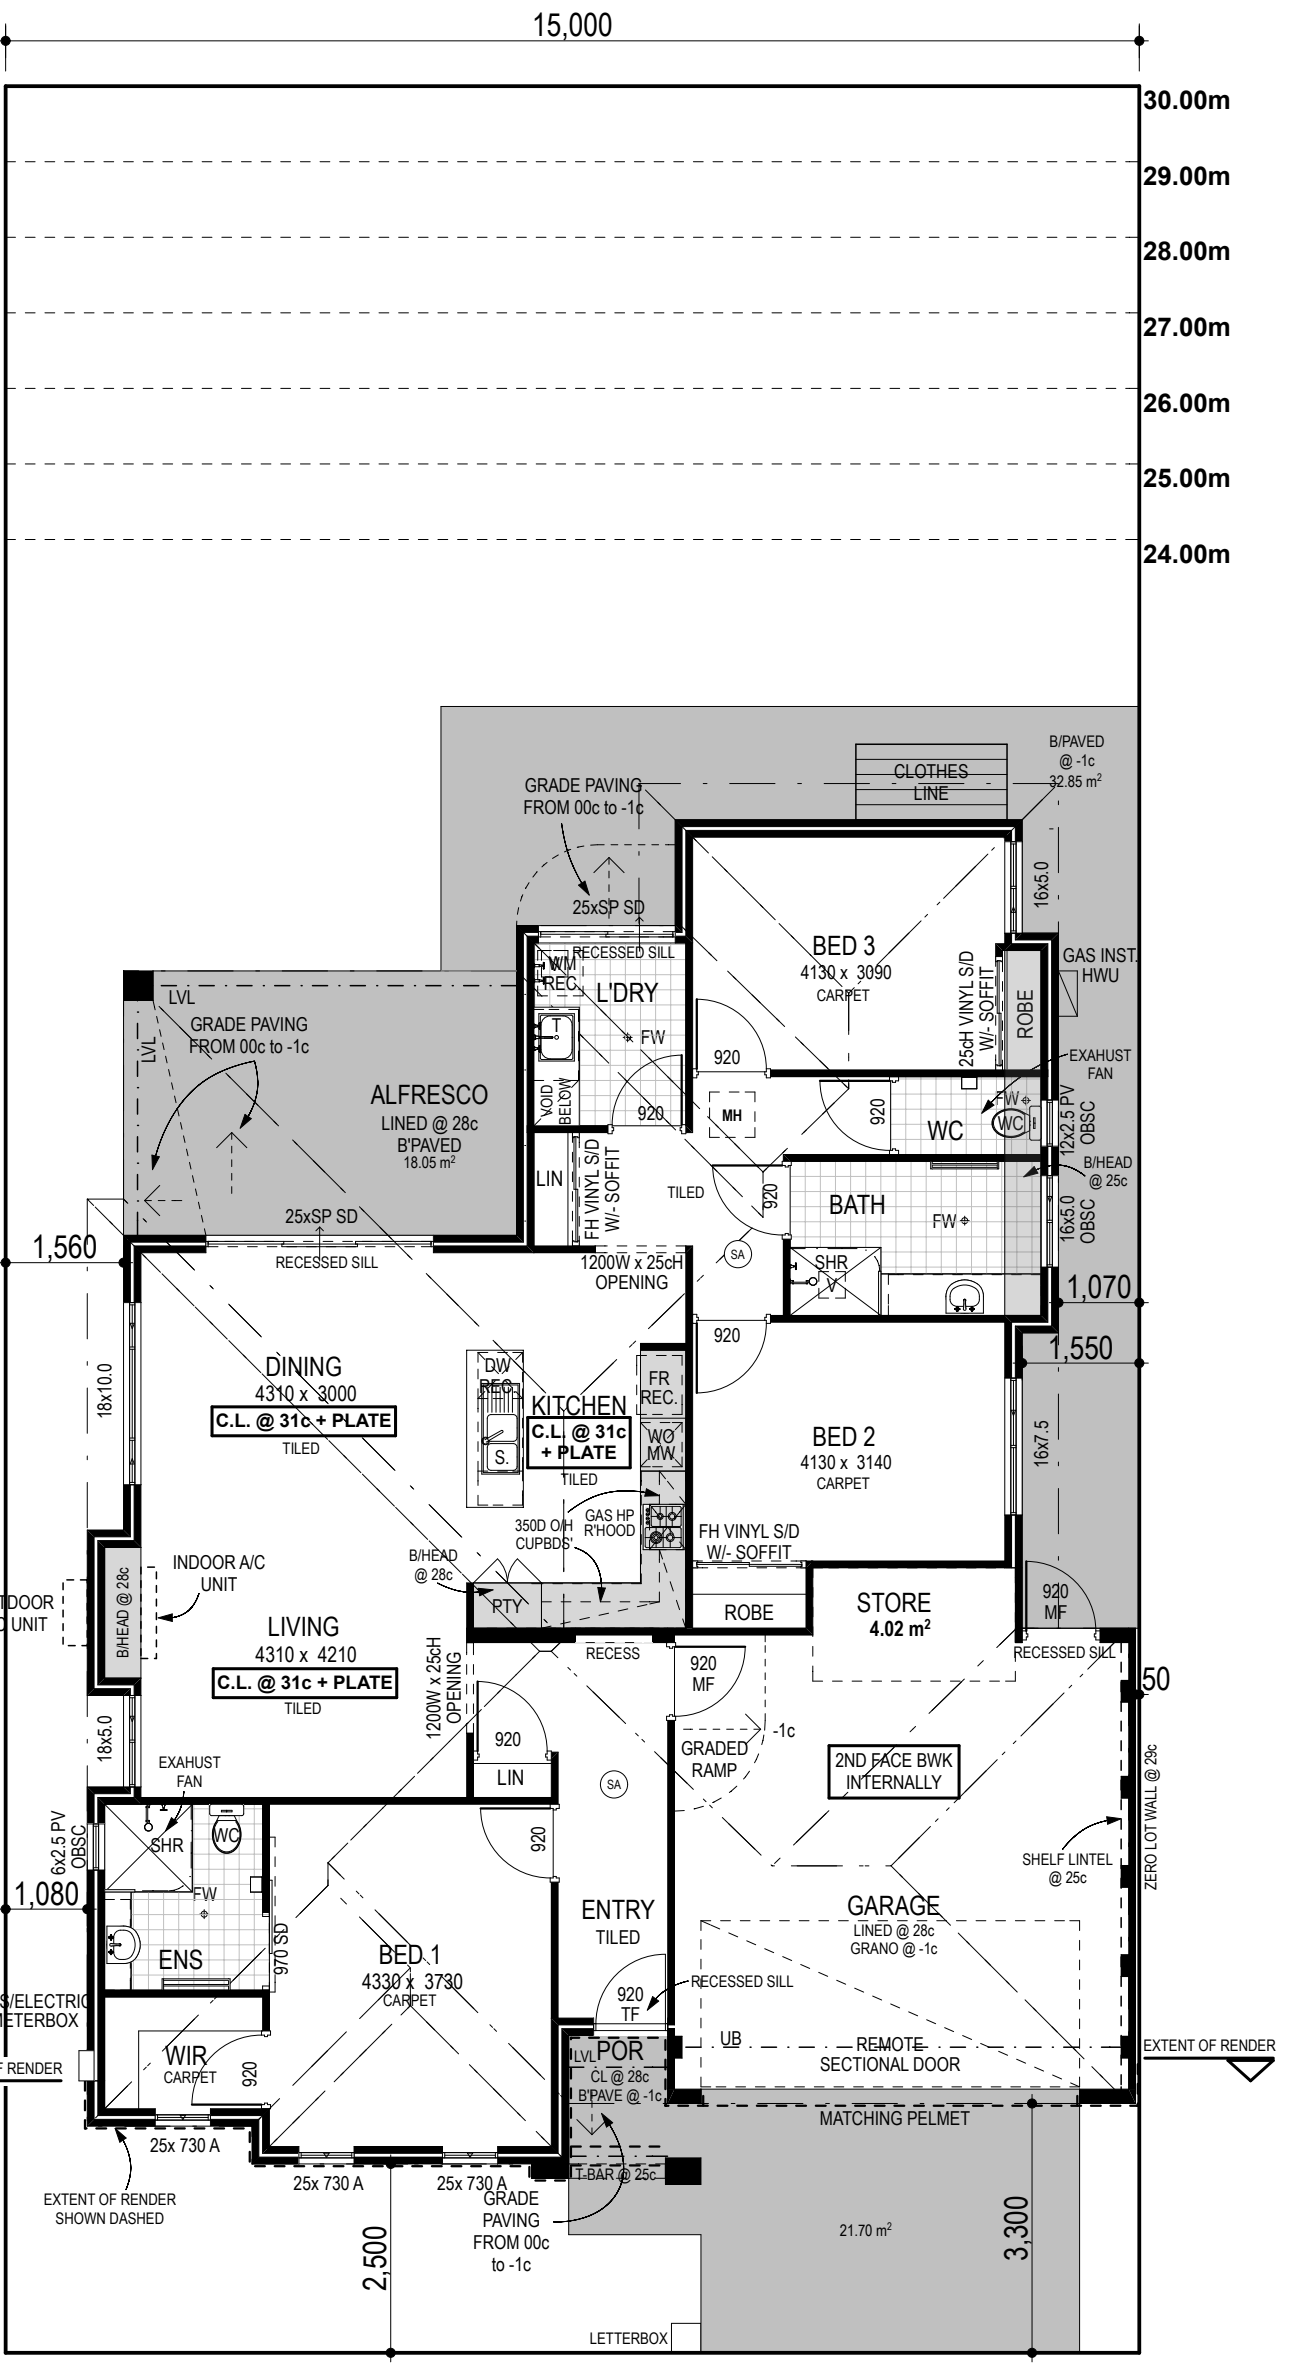 15,000
30.00m
29.00m
28.00m
27.00m
26.00m
25.00m
24.00m
B/PAVED
@ -1c
32.85 m²
CLOTHES
LINE
GRADE PAVING
FROM 00c to -1c
25xSP SD
RECESSED SILL
16x5.0
BED 3
4130 x 3090
CARPET
25cH VINYL S/D
W/- SOFFIT
ROBE
GAS INST.
HWU
WM
REC
L'DRY
T
FW
VOID
BELOW
920
920
LVL
LVL
GRADE PAVING
FROM 00c to -1c
ALFRESCO
LINED @ 28c
B'PAVED
18.05 m²
EXAHUST
FAN
MH
920
FW
WC
WC
12x2.5 PV
OBSC
LIN
FH VINYL S/D
W/- SOFFIT
TILED
920
BATH
FW
B/HEAD
@ 25c
16x5.0
OBSC
25xSP SD
RECESSED SILL
1,560
1200W x 25cH
OPENING
SA
SHR
V
1,070
920
1,550
18x10.0
DINING
4310 x 3000
C.L. @ 31c + PLATE
TILED
DW
REC.
S.
KITCHEN
C.L. @ 31c
+ PLATE
TILED
FR
REC.
WO
MW
BED 2
4130 x 3140
CARPET
16x7.5
350D O/H
CUPBDS'
GAS HP
R'HOOD
FH VINYL S/D
W/- SOFFIT
B/HEAD
@ 28c
PTY
ROBE
STORE
4.02 m²
920
MF
RECESSED SILL
INDOOR A/C
UNIT
TDOOR
UNIT
B/HEAD @ 28c
LIVING
4310 x 4210
C.L. @ 31c + PLATE
TILED
1200W x 25cH
OPENING
RECESS
920
MF
50
18x5.0
920
LIN
GRADED
RAMP
-1c
2ND FACE BWK
INTERNALLY
EXAHUST
FAN
SA
SHELF LINTEL
@ 25c
ZERO LOT WALL @ 29c
6x2.5 PV
OBSC
SHR
WC
920
1,080
FW
ENS
970 SD
BED 1
4330 x 3730
CARPET
ENTRY
TILED
GARAGE
LINED @ 28c
GRANO @ -1c
S/ELECTRIC
METERBOX
920
TF
RECESSED SILL
WIR
CARPET
920
F RENDER
LVL
POR
CL @ 28c
B'PAVE @ -1c
UB
REMOTE
SECTIONAL DOOR
EXTENT OF RENDER
MATCHING PELMET
25x 730 A
25x 730 A
25x 730 A
T-BAR @ 25c
EXTENT OF RENDER
SHOWN DASHED
GRADE
PAVING
FROM 00c
to -1c
2,500
3,300
21.70 m²
LETTERBOX